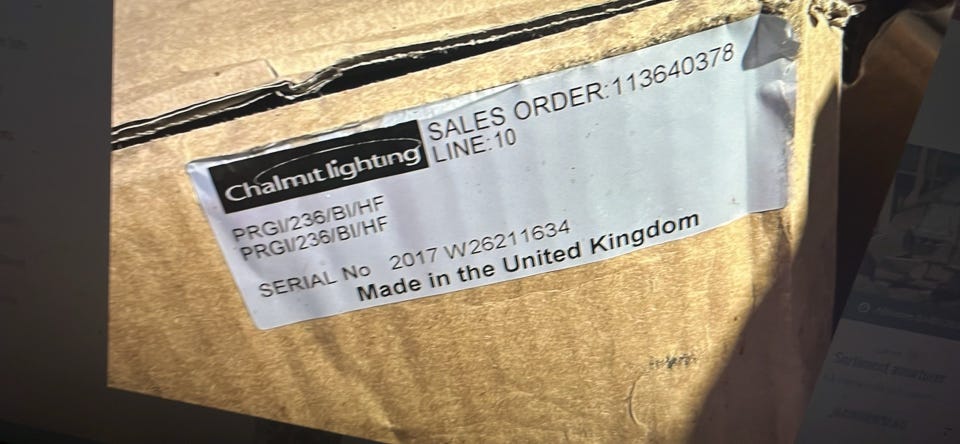 Chalmit lighting
SALES ORDER:113640378
LINE:10
PRGI/236/BI/HF
PRGI/236/BI/HF
SERIAL No 2017 W26211634
Made in the United Kingdom